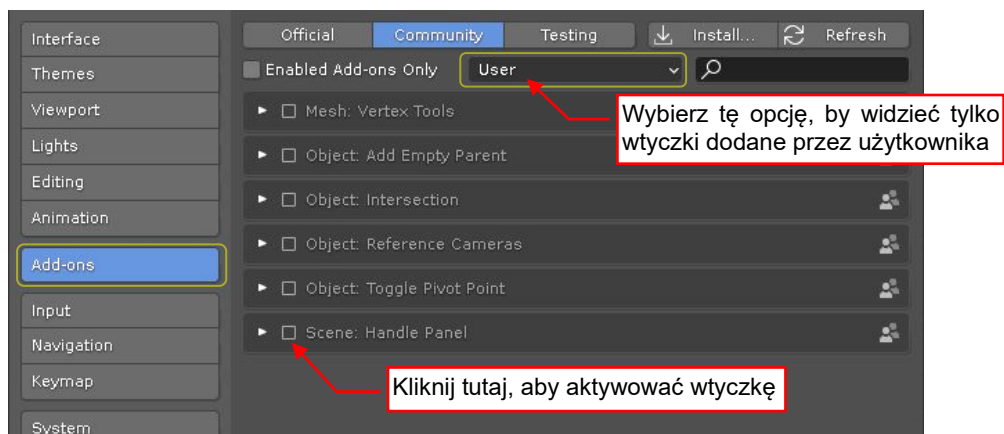 Interface
Themes
Viewport
Lights
Editing
Animation
Add-ons
Input
Navigation
Keymap
System
Official Community Testing Install... Refresh
Enabled Add-ons Only User
Mesh: Vertex Tools
Object: Add Empty Parent
Object: Intersection
Object: Reference Cameras
Object: Toggle Pivot Point
Scene: Handle Panel
Wybierz tę opcję, by widzieć tylko
wtyczki dodane przez użytkownika
Kliknij tutaj, aby aktywować wtyczkę